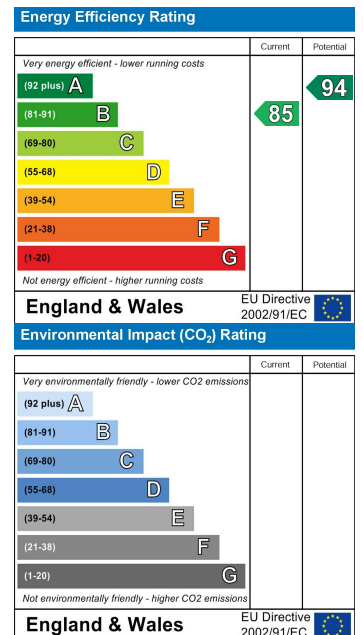 Energy Efficiency Rating
Current Potential
Very energy efficient - lower running costs
(92 plus) A
94
(81-91) B
85
(69-80) C
(55-68) D
(39-54) E
(21-38) F
(1-20) G
Not energy efficient - higher running costs
England & Wales
EU Directive
2002/91/EC
Environmental Impact (CO₂) Rating
Current Potential
Very environmentally friendly - lower CO2 emissions
(92 plus) A
(81-91) B
(69-80) C
(55-68) D
(39-54) E
(21-38) F
(1-20) G
Not environmentally friendly - higher CO2 emissions
England & Wales
EU Directive
2002/91/EC